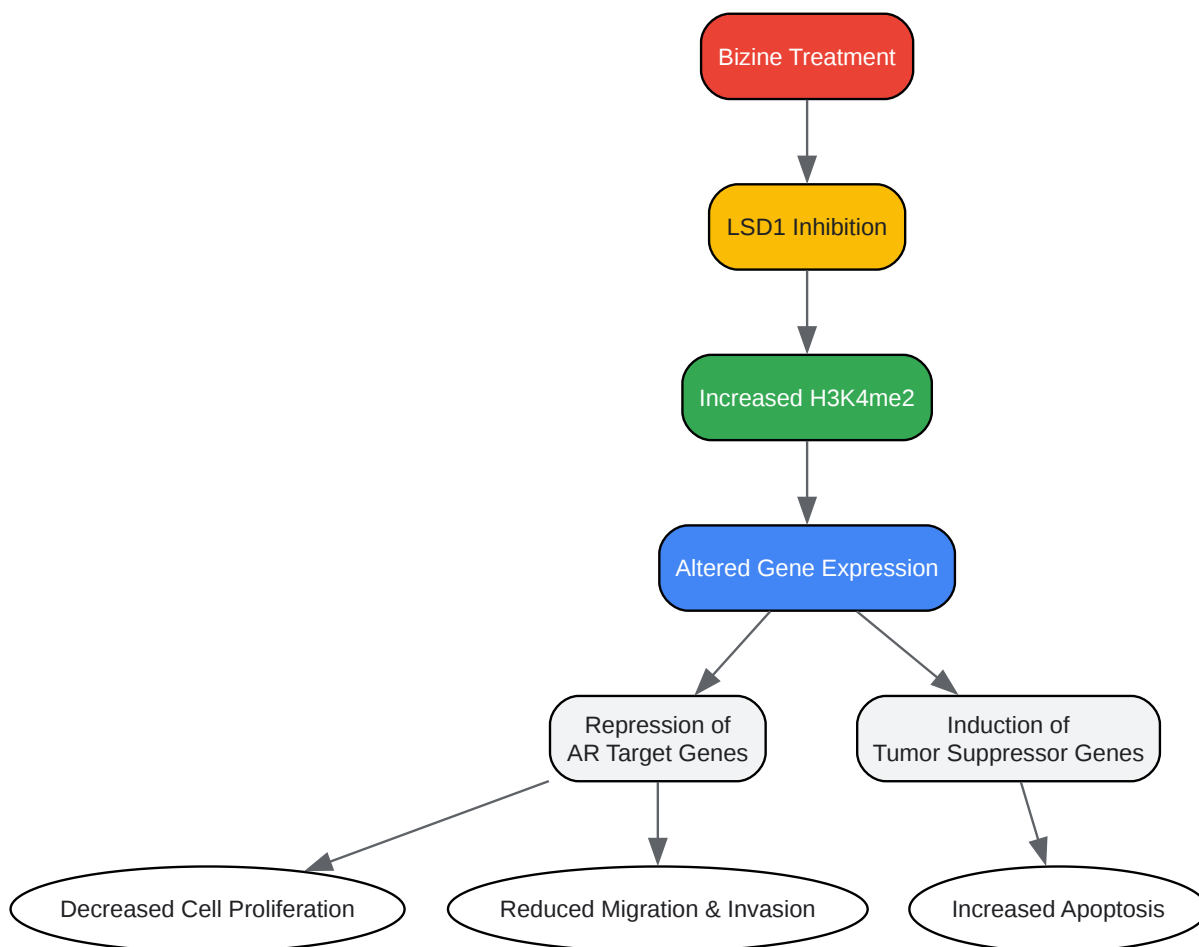 Bizine Treatment
LSD1 Inhibition
Increased H3K4me2
Altered Gene Expression
Repression of
AR Target Genes
Induction of
Tumor Suppressor Genes
Decreased Cell Proliferation
Reduced Migration & Invasion
Increased Apoptosis